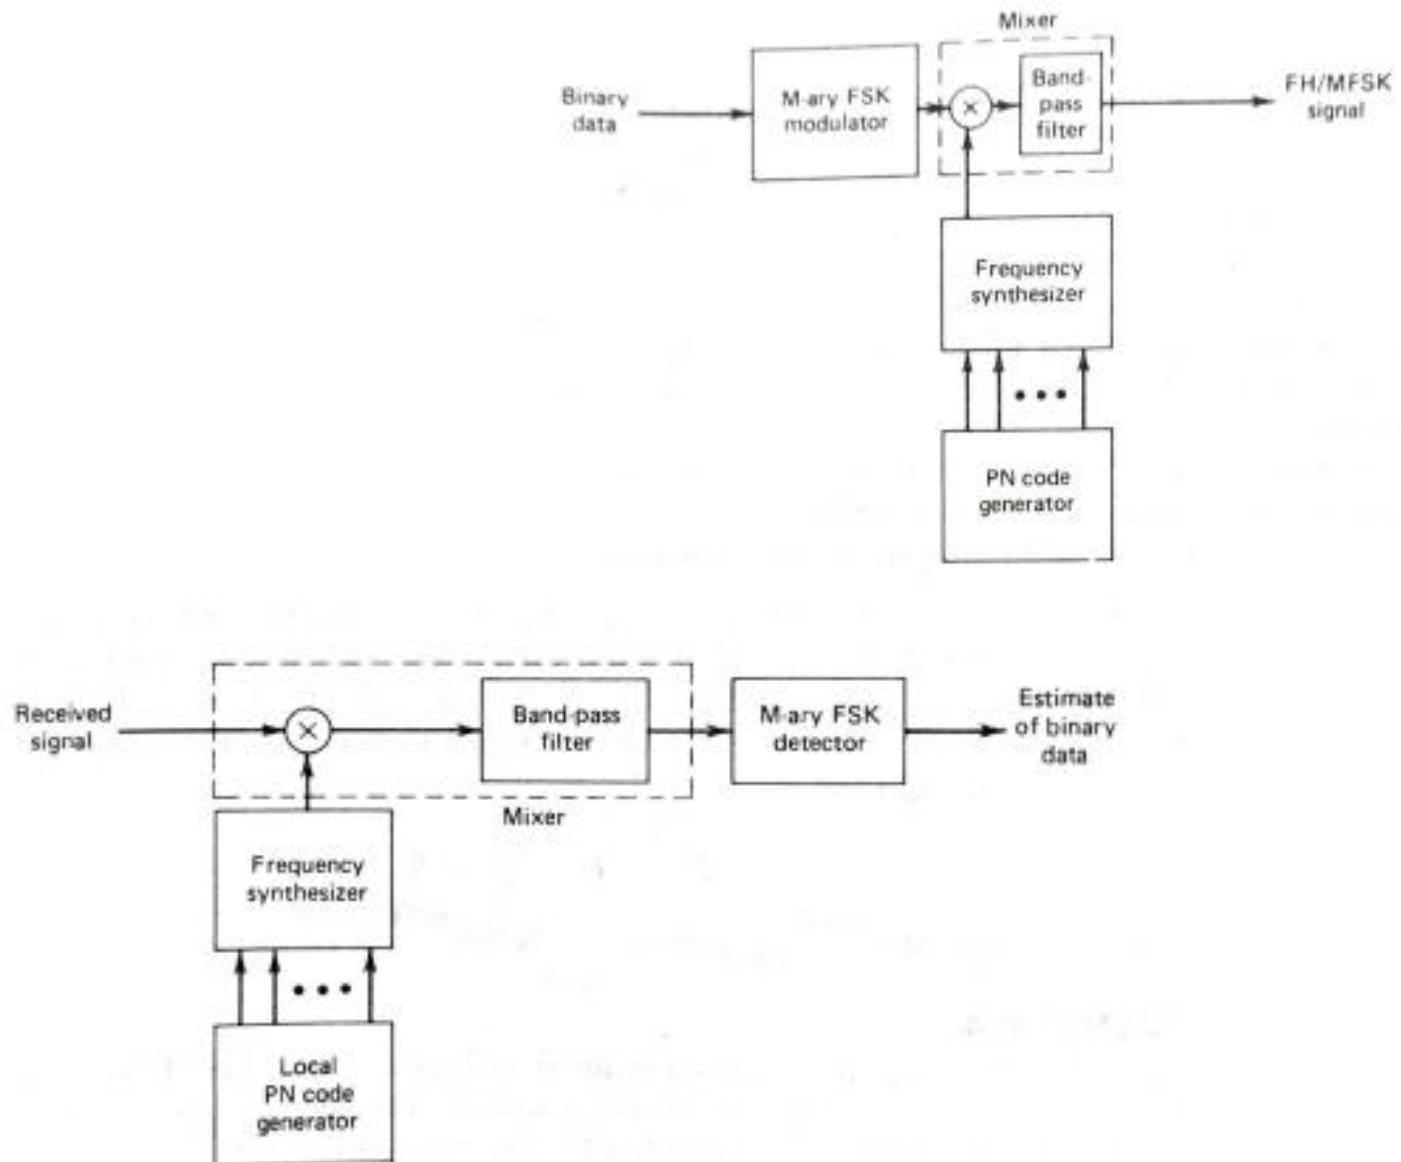 Mixer
Binary
data
M-ary FSK
modulator
×
Band-
pass
filter
FH/MFSK
signal
Frequency
synthesizer
•••
PN code
generator
Received
signal
×
Band-pass
filter
M-ary FSK
detector
Estimate
of binary
data
Mixer
Frequency
synthesizer
•••
Local
PN code
generator